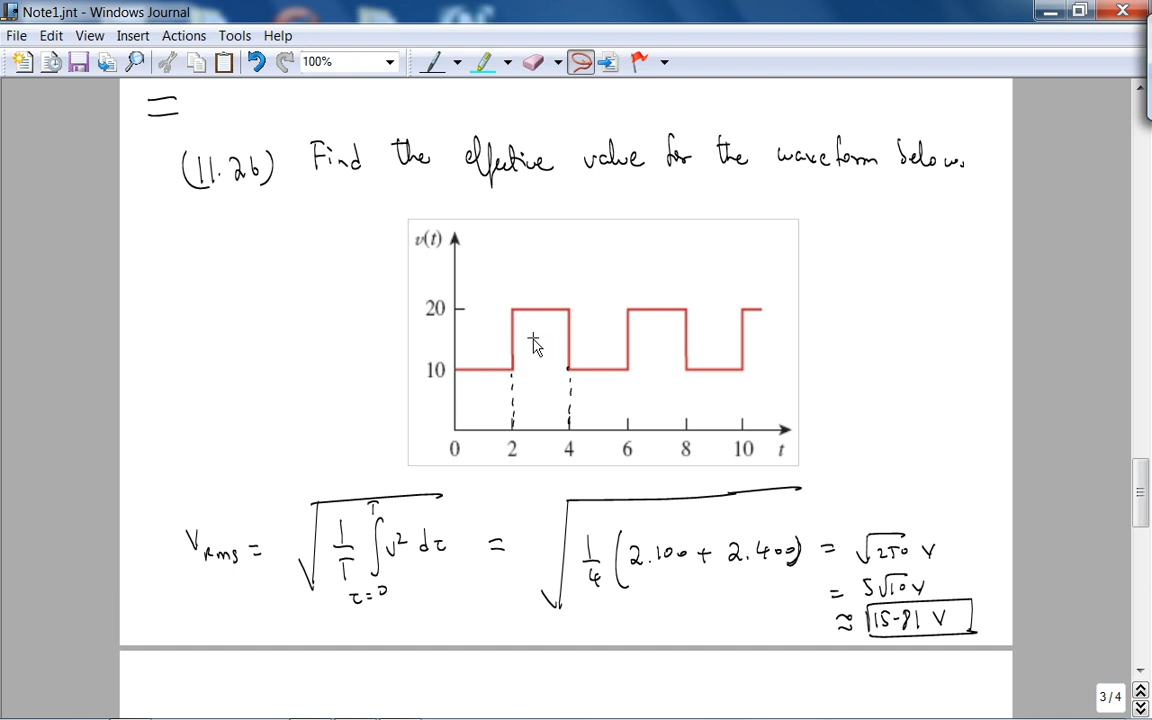 Note1.jnt - Windows Journal
File Edit View Insert Actions Tools Help
100%
=
(11.26) Find the effective value for the waveform below.
v(t)
20
10
0 2 4 6 8 10 t
V_RMS = √(1/T ∫_{τ=0}^{T} v² dτ) = √(1/4 (2.100 + 2.400)) = √250 V
= 5√10 V
≈ 15.81 V
3/4